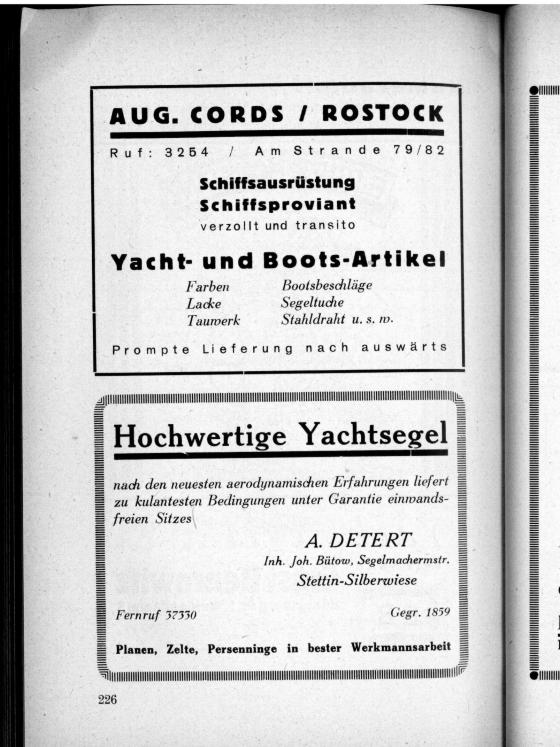 AUG. CORDS / ROSTOCK
Ruf: 3254 / Am Strande 79/82
Schiffsausrüstung
Schiffsproviant
verzollt und transito
Yacht- und Boots-Artikel
Farben Bootsbeschläge
Lacke Segeltuche
Tauwerk Stahldraht u. s. w.
Prompte Lieferung nach auswärts
Hochwertige Yachtsegel
nach den neuesten aerodynamischen Erfahrungen liefert
zu kulantesten Bedingungen unter Garantie einwands-
freien Sitzes
A. DETERT
Inh. Joh. Bütow, Segelmachermstr.
Stettin-Silberwiese
Fernruf 37330 Gegr. 1859
Planen, Zelte, Persenninge in bester Werkmannsarbeit
226